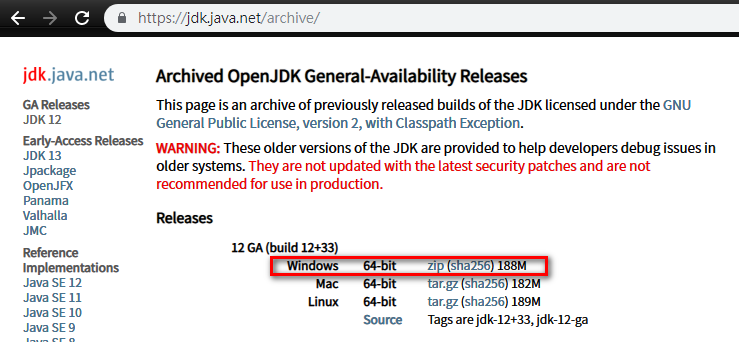 https://jdk.java.net/archive/
jdk.java.net
GA Releases
JDK 12
Early-Access Releases
JDK 13
Jpackage
OpenJFX
Panama
Valhalla
JMC
Reference
Implementations
Java SE 12
Java SE 11
Java SE 10
Java SE 9
Java SE 8
Archived OpenJDK General-Availability Releases
This page is an archive of previously released builds of the JDK licensed under the GNU
General Public License, version 2, with Classpath Exception.
WARNING: These older versions of the JDK are provided to help developers debug issues in
older systems. They are not updated with the latest security patches and are not
recommended for use in production.
Releases
12 GA (build 12+33)
Windows 64-bit zip (sha256) 188M
Mac 64-bit tar.gz (sha256) 182M
Linux 64-bit tar.gz (sha256) 189M
Source Tags are jdk-12+33, jdk-12-ga